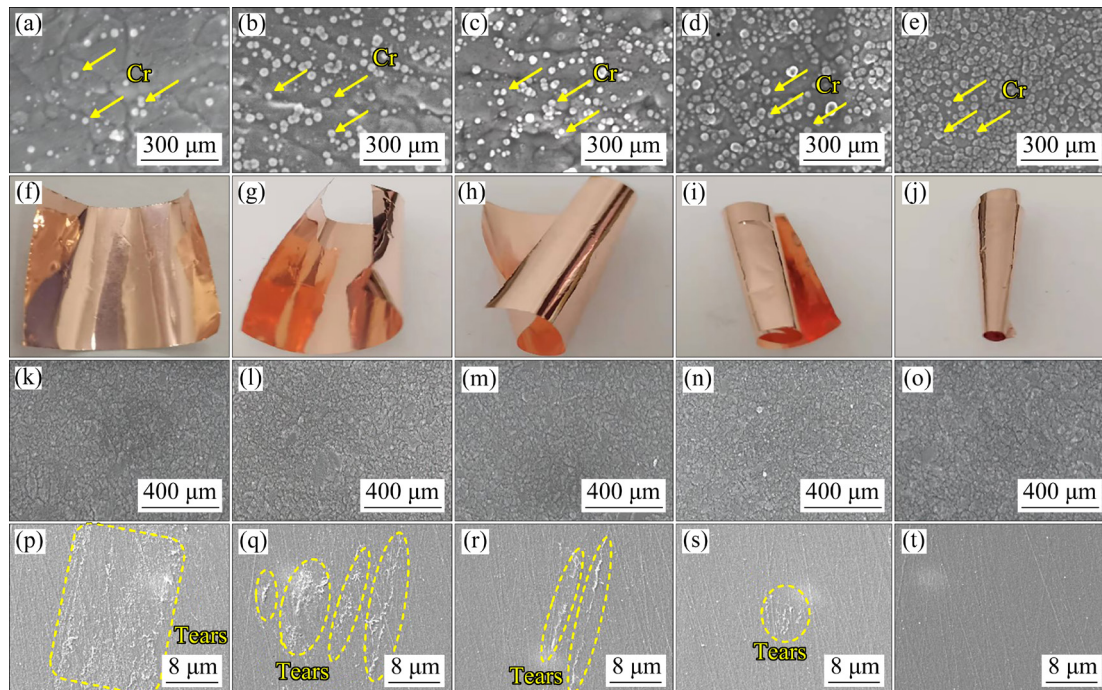 (a)
Cr
300 μm
(b)
Cr
300 μm
(c)
Cr
300 μm
(d)
Cr
300 μm
(e)
Cr
300 μm
(f)
(g)
(h)
(i)
(j)
(k)
400 μm
(l)
400 μm
(m)
400 μm
(n)
400 μm
(o)
400 μm
(p)
Tears
8 μm
(q)
Tears
8 μm
(r)
Tears
8 μm
(s)
Tears
8 μm
(t)
8 μm